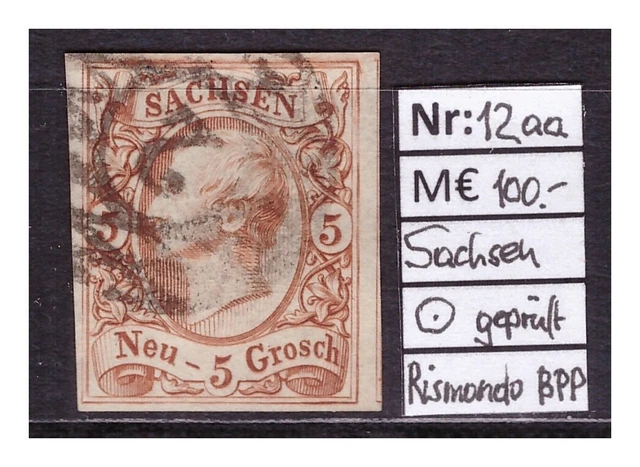 SACHSEN
5 5
Neu - 5 Grosch
Nr: 12aa
M€ 100.-
Sachsen
⊙ geprüft
Rismondo BPP